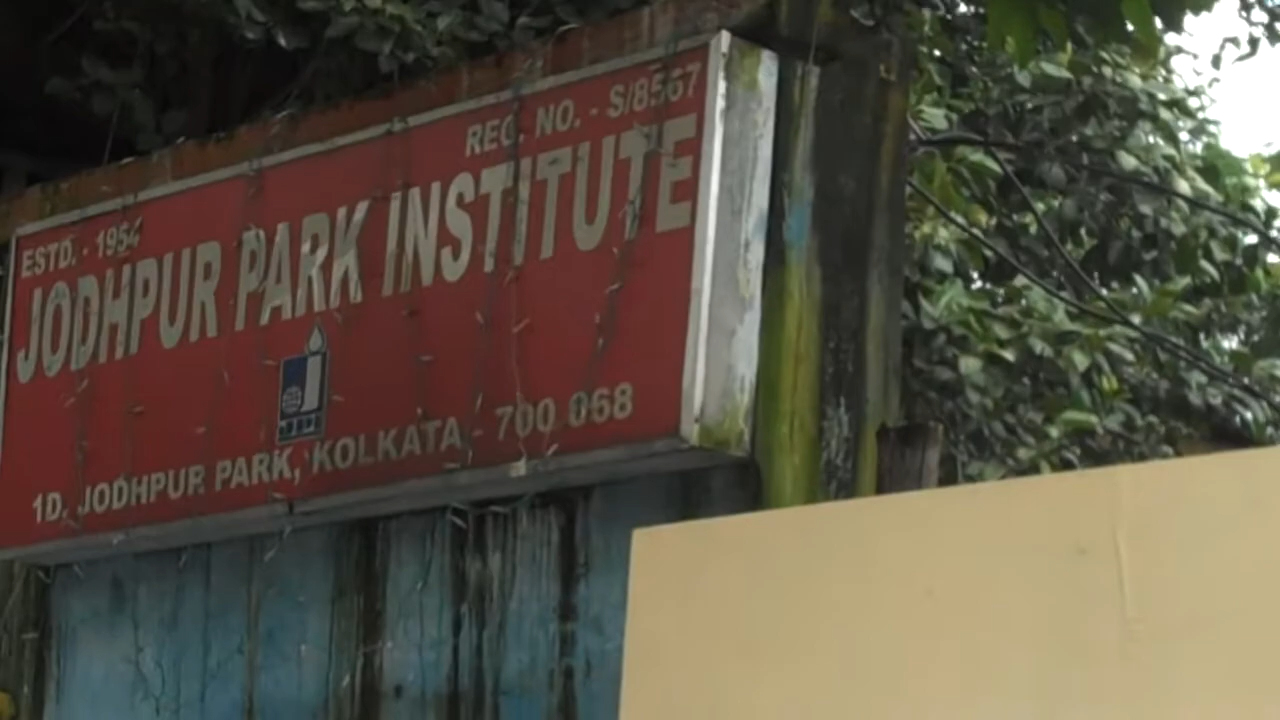 ESTD. - 1954
REG. NO. - S/8567
JODHPUR PARK INSTITUTE
1D, JODHPUR PARK, KOLKATA - 700 068